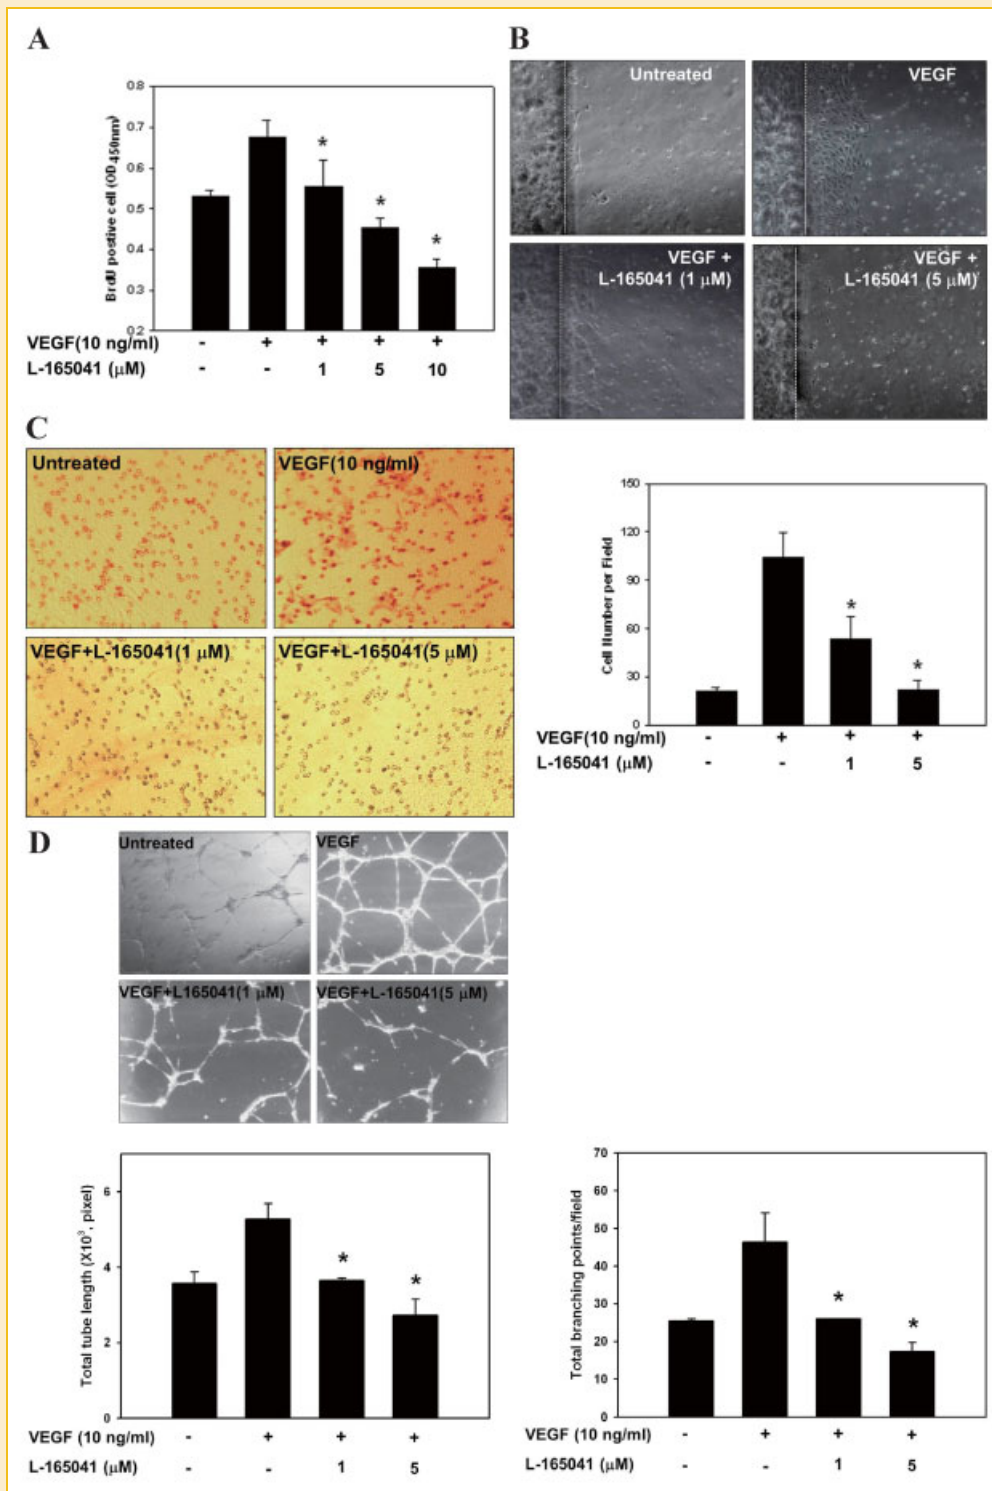 A
BrdU postive cell (OD450nm)
0.8
0.7
0.6
0.5
0.4
0.3
0.2
* * *
VEGF(10 ng/ml) - + + + +
L-165041 (μM) - - 1 5 10
B
Untreated
VEGF
VEGF +
L-165041 (1 μM)
VEGF +
L-165041 (5 μM)
C
Untreated
VEGF(10 ng/ml)
VEGF+L-165041(1 μM)
VEGF+L-165041(5 μM)
Cell Number per Field
150
120
90
60
30
0
* *
VEGF(10 ng/ml) - + + +
L-165041 (μM) - - 1 5
D
Untreated
VEGF
VEGF+L165041(1 μM)
VEGF+L-165041(5 μM)
Total tube length (X10³, pixel)
6
4
2
0
* *
VEGF (10 ng/ml) - + + +
L-165041 (μM) - - 1 5
Total branching points/field
70
60
50
40
30
20
10
0
* *
VEGF (10 ng/ml) - + + +
L-165041 (μM) - - 1 5